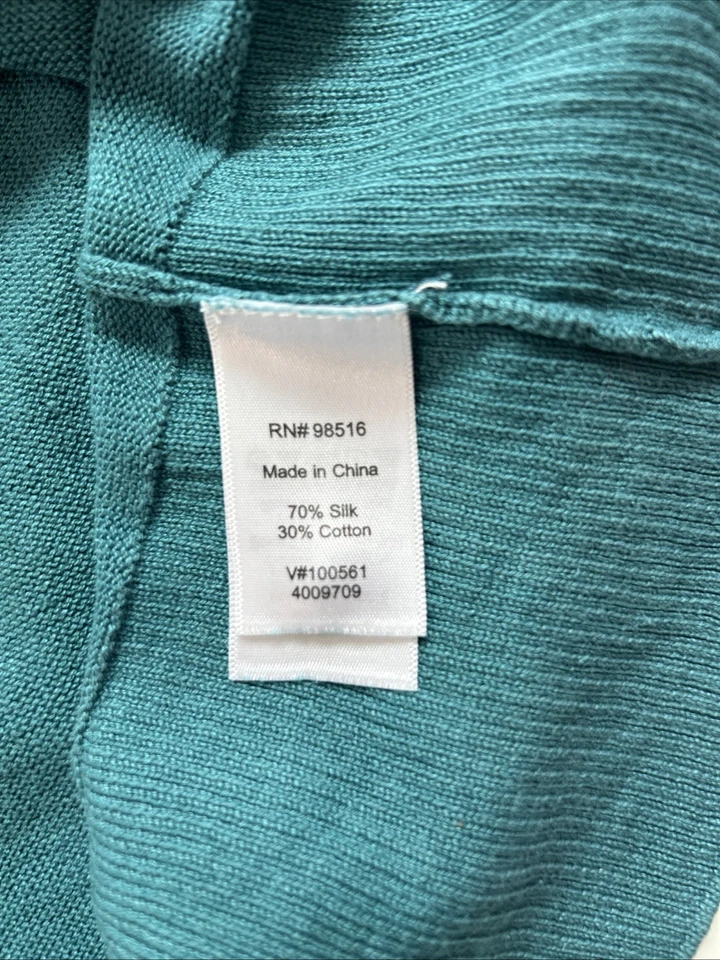 RN# 98516
Made in China
70% Silk
30% Cotton
V#100561
4009709